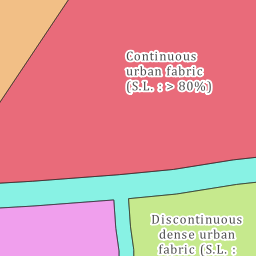 Continuous
urban fabric
(S.L. : > 80%)
Discontinuous
dense urban
fabric (S.L. :